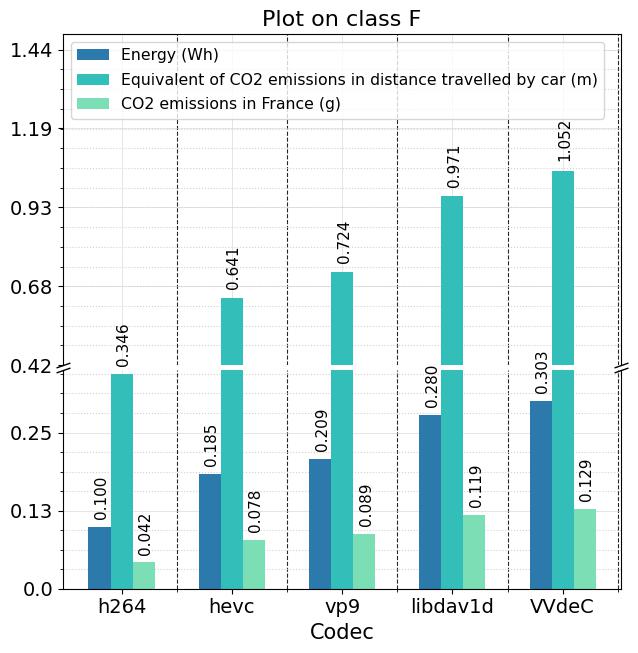 Plot on class F
Energy (Wh)
Equivalent of CO2 emissions in distance travelled by car (m)
CO2 emissions in France (g)
1.44
1.19
0.93
0.68
0.42
0.25
0.13
0.0
0.100
0.346
0.042
0.185
0.641
0.078
0.209
0.724
0.089
0.280
0.971
0.119
0.303
1.052
0.129
h264
hevc
vp9
libdav1d
VVdeC
Codec